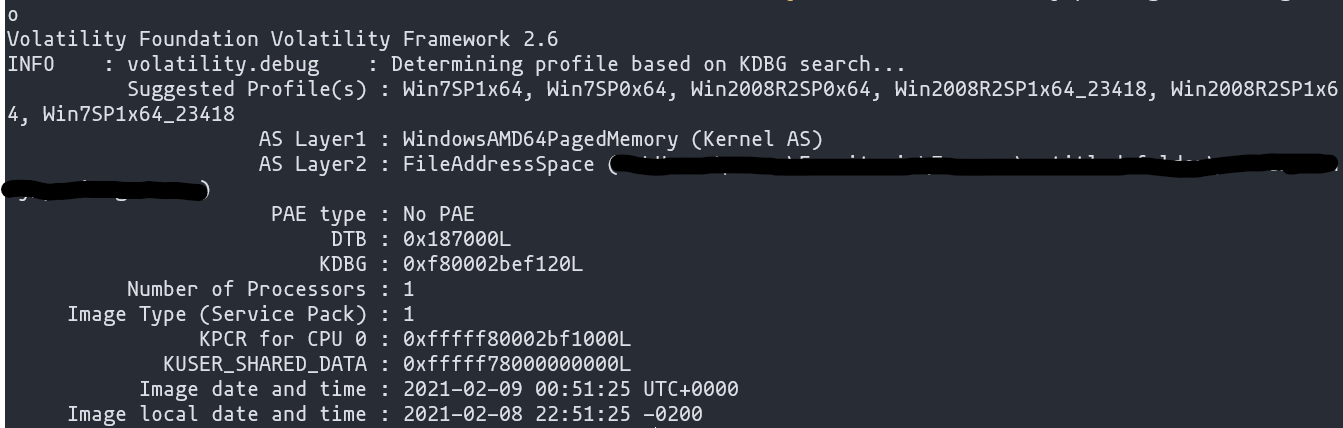 o
Volatility Foundation Volatility Framework 2.6
INFO    : volatility.debug    : Determining profile based on KDBG search...
Suggested Profile(s) : Win7SP1x64, Win7SP0x64, Win2008R2SP0x64, Win2008R2SP1x64_23418, Win2008R2SP1x6
4, Win7SP1x64_23418
AS Layer1 : WindowsAMD64PagedMemory (Kernel AS)
AS Layer2 : FileAddressSpace (
)
PAE type : No PAE
DTB : 0x187000L
KDBG : 0xf80002bef120L
Number of Processors : 1
Image Type (Service Pack) : 1
KPCR for CPU 0 : 0xfffff80002bf1000L
KUSER_SHARED_DATA : 0xfffff78000000000L
Image date and time : 2021-02-09 00:51:25 UTC+0000
Image local date and time : 2021-02-08 22:51:25 -0200